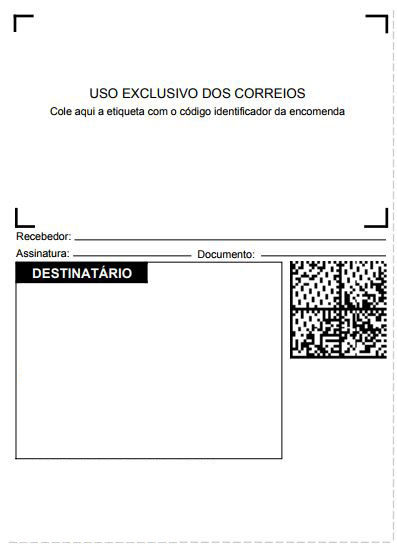 USO EXCLUSIVO DOS CORREIOS
Cole aqui a etiqueta com o código identificador da encomenda
Recebedor:
Assinatura: Documento:
DESTINATÁRIO